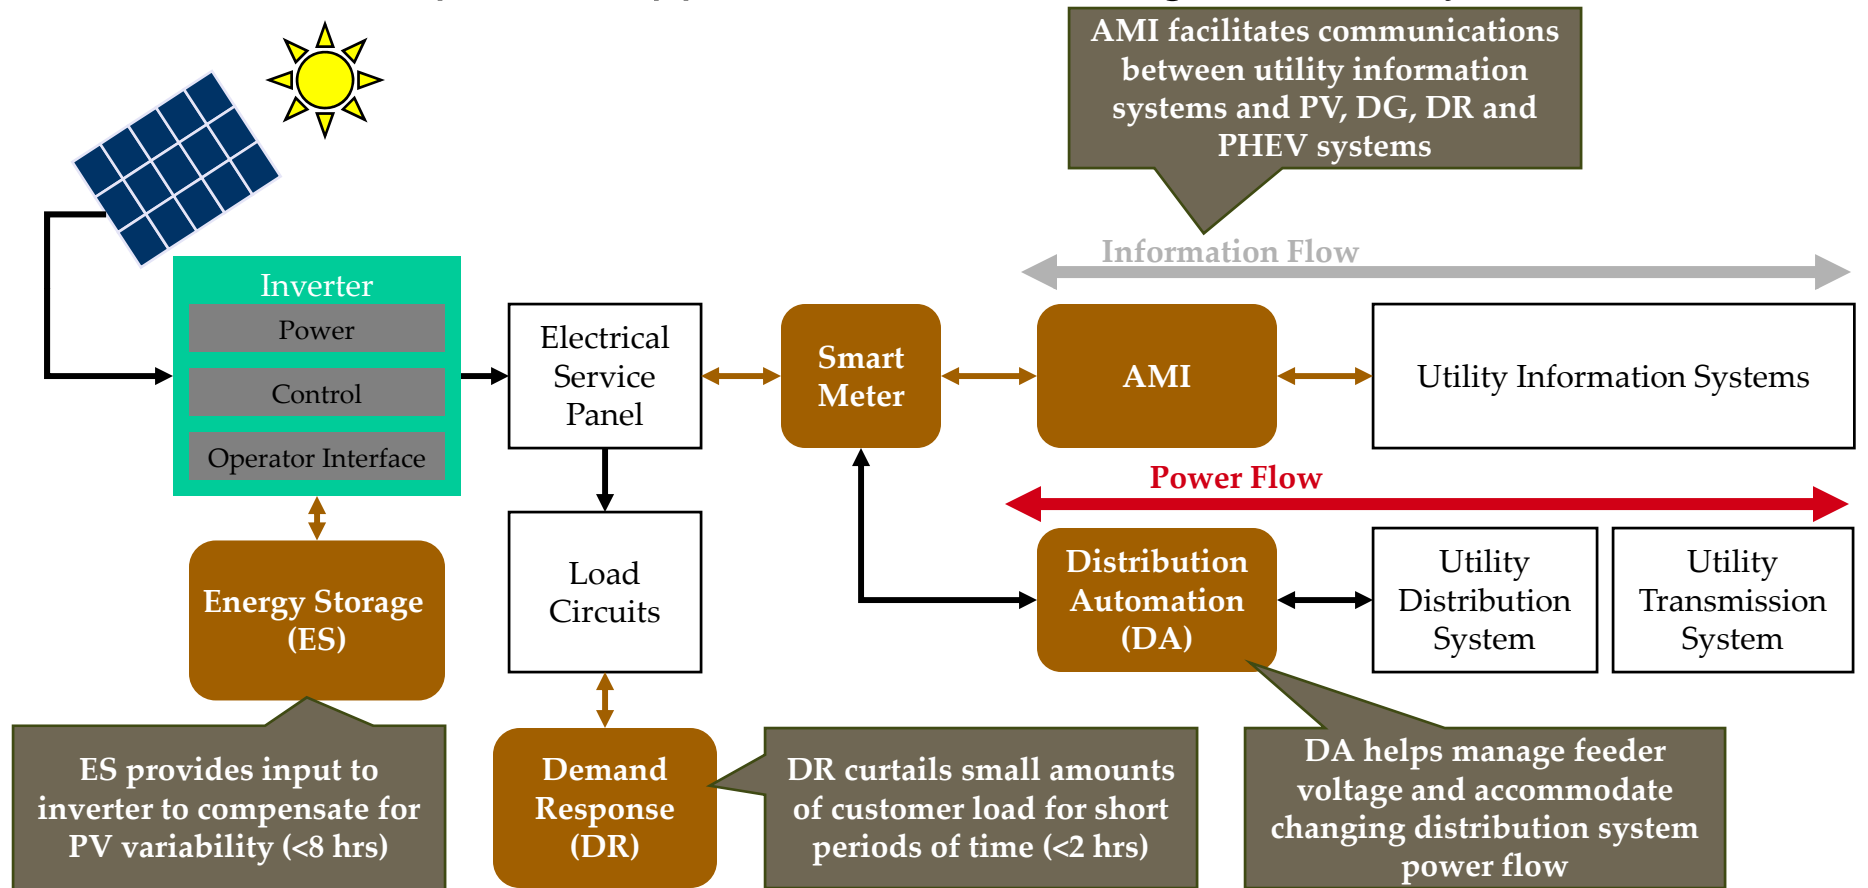 AMI facilitates communications
between utility information
systems and PV, DG, DR and
PHEV systems
Information Flow
Inverter
Power
Control
Operator Interface
Electrical
Service
Panel
Smart
Meter
AMI
Utility Information Systems
Power Flow
Energy Storage
(ES)
Load
Circuits
Distribution
Automation
(DA)
Utility
Distribution
System
Utility
Transmission
System
ES provides input to
inverter to compensate for
PV variability (<8 hrs)
Demand
Response
(DR)
DR curtails small amounts
of customer load for short
periods of time (<2 hrs)
DA helps manage feeder
voltage and accommodate
changing distribution system
power flow